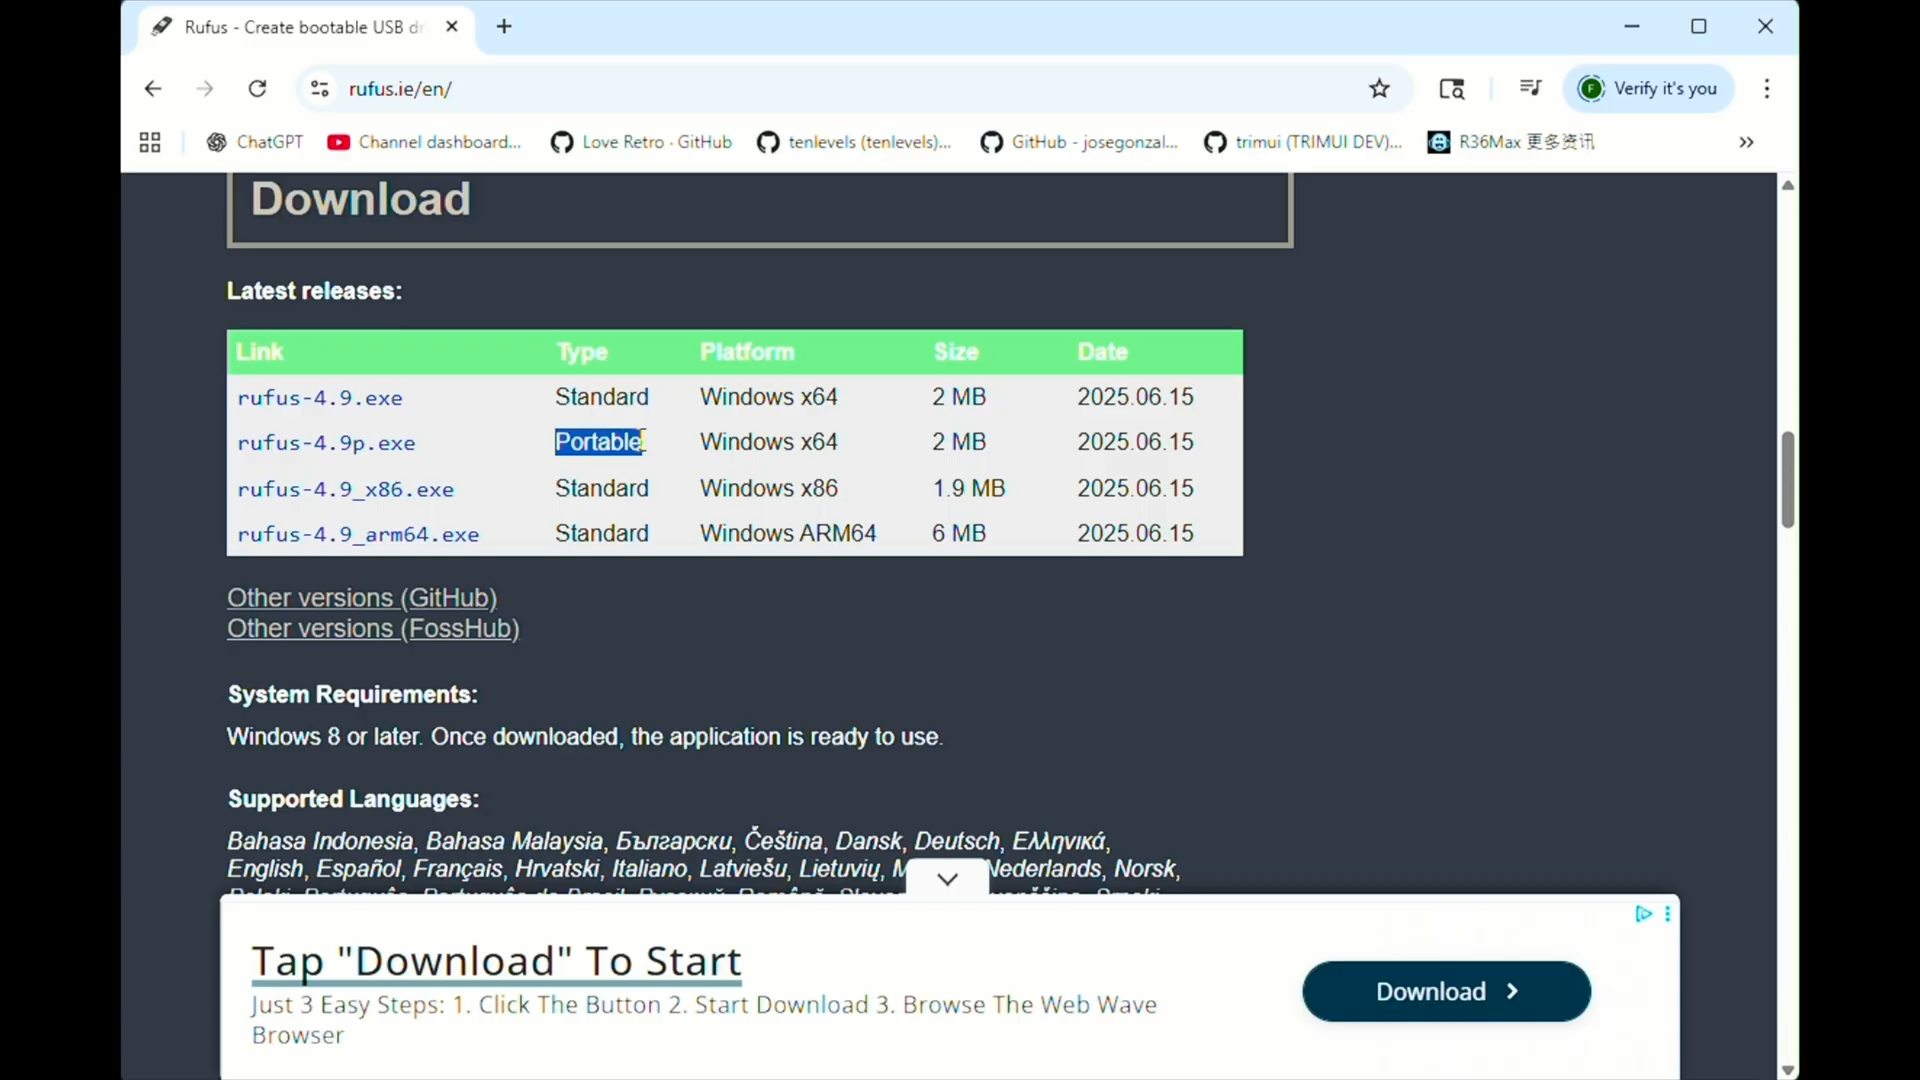 Rufus - Create bootable USB dr
rufus.ie/en/
Verify it's you
ChatGPT
Channel dashboard...
Love Retro · GitHub
tenlevels (tenlevels)...
GitHub - josegonzal...
trimui (TRIMUI DEV)...
R36Max 更多资讯
Download
Latest releases:
Link Type Platform Size Date
rufus-4.9.exe Standard Windows x64 2 MB 2025.06.15
rufus-4.9p.exe Portable Windows x64 2 MB 2025.06.15
rufus-4.9_x86.exe Standard Windows x86 1.9 MB 2025.06.15
rufus-4.9_arm64.exe Standard Windows ARM64 6 MB 2025.06.15
Other versions (GitHub)
Other versions (FossHub)
System Requirements:
Windows 8 or later. Once downloaded, the application is ready to use.
Supported Languages:
Bahasa Indonesia, Bahasa Malaysia, Български, Čeština, Dansk, Deutsch, Ελληνικά,
English, Español, Français, Hrvatski, Italiano, Latviešu, Lietuvių, Nederlands, Norsk,
Tap "Download" To Start
Just 3 Easy Steps: 1. Click The Button 2. Start Download 3. Browse The Web Wave
Browser
Download